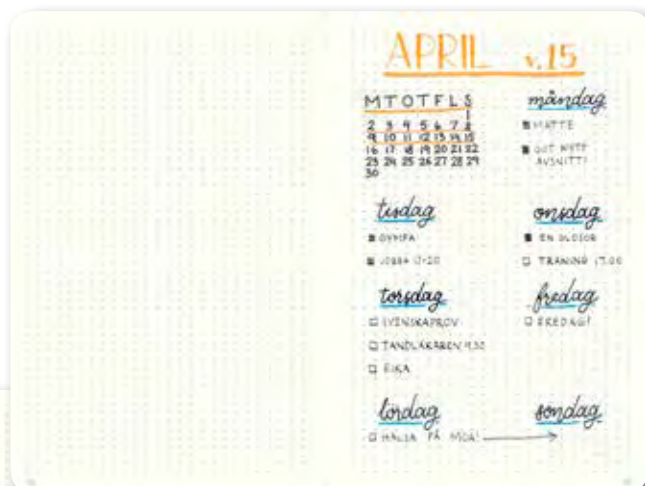 APRIL v.15
M T O T F L S
1
2 3 4 5 6 7 8
9 10 11 12 13 14 15
16 17 18 19 20 21 22
23 24 25 26 27 28 29
30
måndag
MATTE
NYTT
AVSNITT!
tisdag
GYMPA
JOBBA 17-20
onsdag
EN
TRÄNING 17.00
torsdag
SVENSKAPROV
TANDLÄKAREN
FIKA
fredag
FREDAG!
lördag
HÄLSA PÅ MOA!
söndag